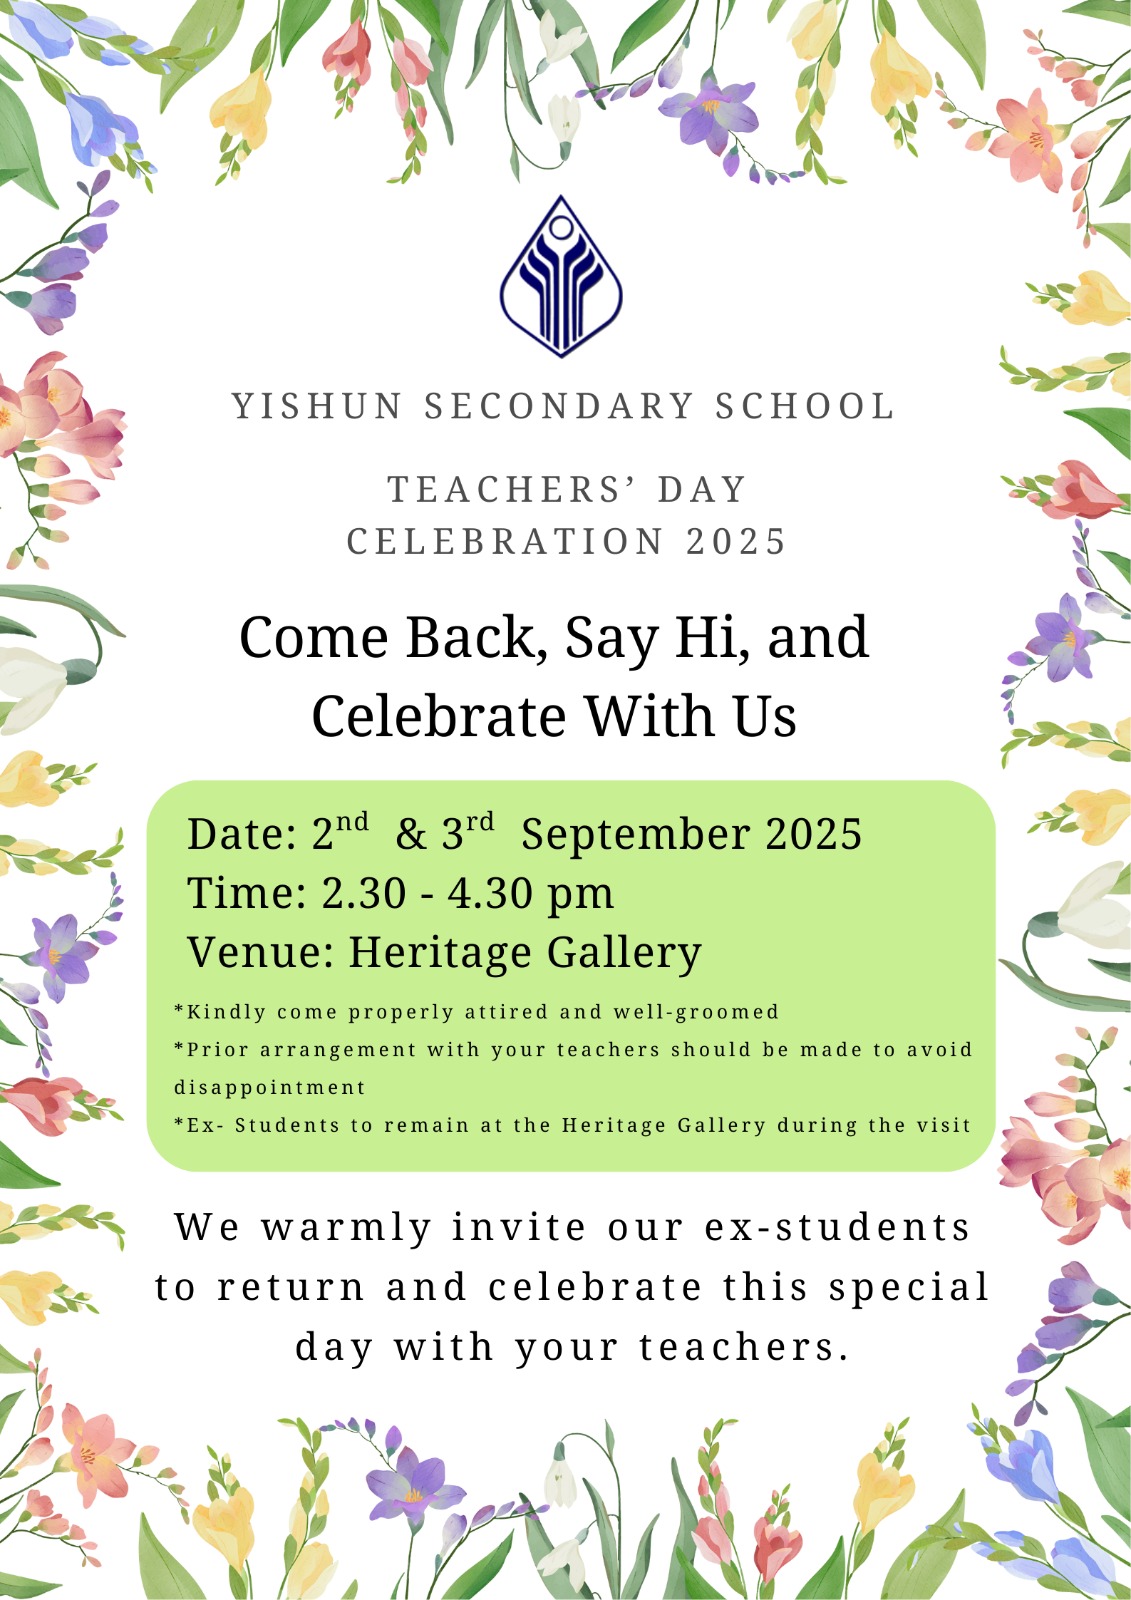 YISHUN SECONDARY SCHOOL
TEACHERS’ DAY
CELEBRATION 2025
Come Back, Say Hi, and
Celebrate With Us
Date: 2nd & 3rd September 2025
Time: 2.30 - 4.30 pm
Venue: Heritage Gallery
*Kindly come properly attired and well-groomed
*Prior arrangement with your teachers should be made to avoid
disappointment
*Ex- Students to remain at the Heritage Gallery during the visit
We warmly invite our ex-students
to return and celebrate this special
day with your teachers.